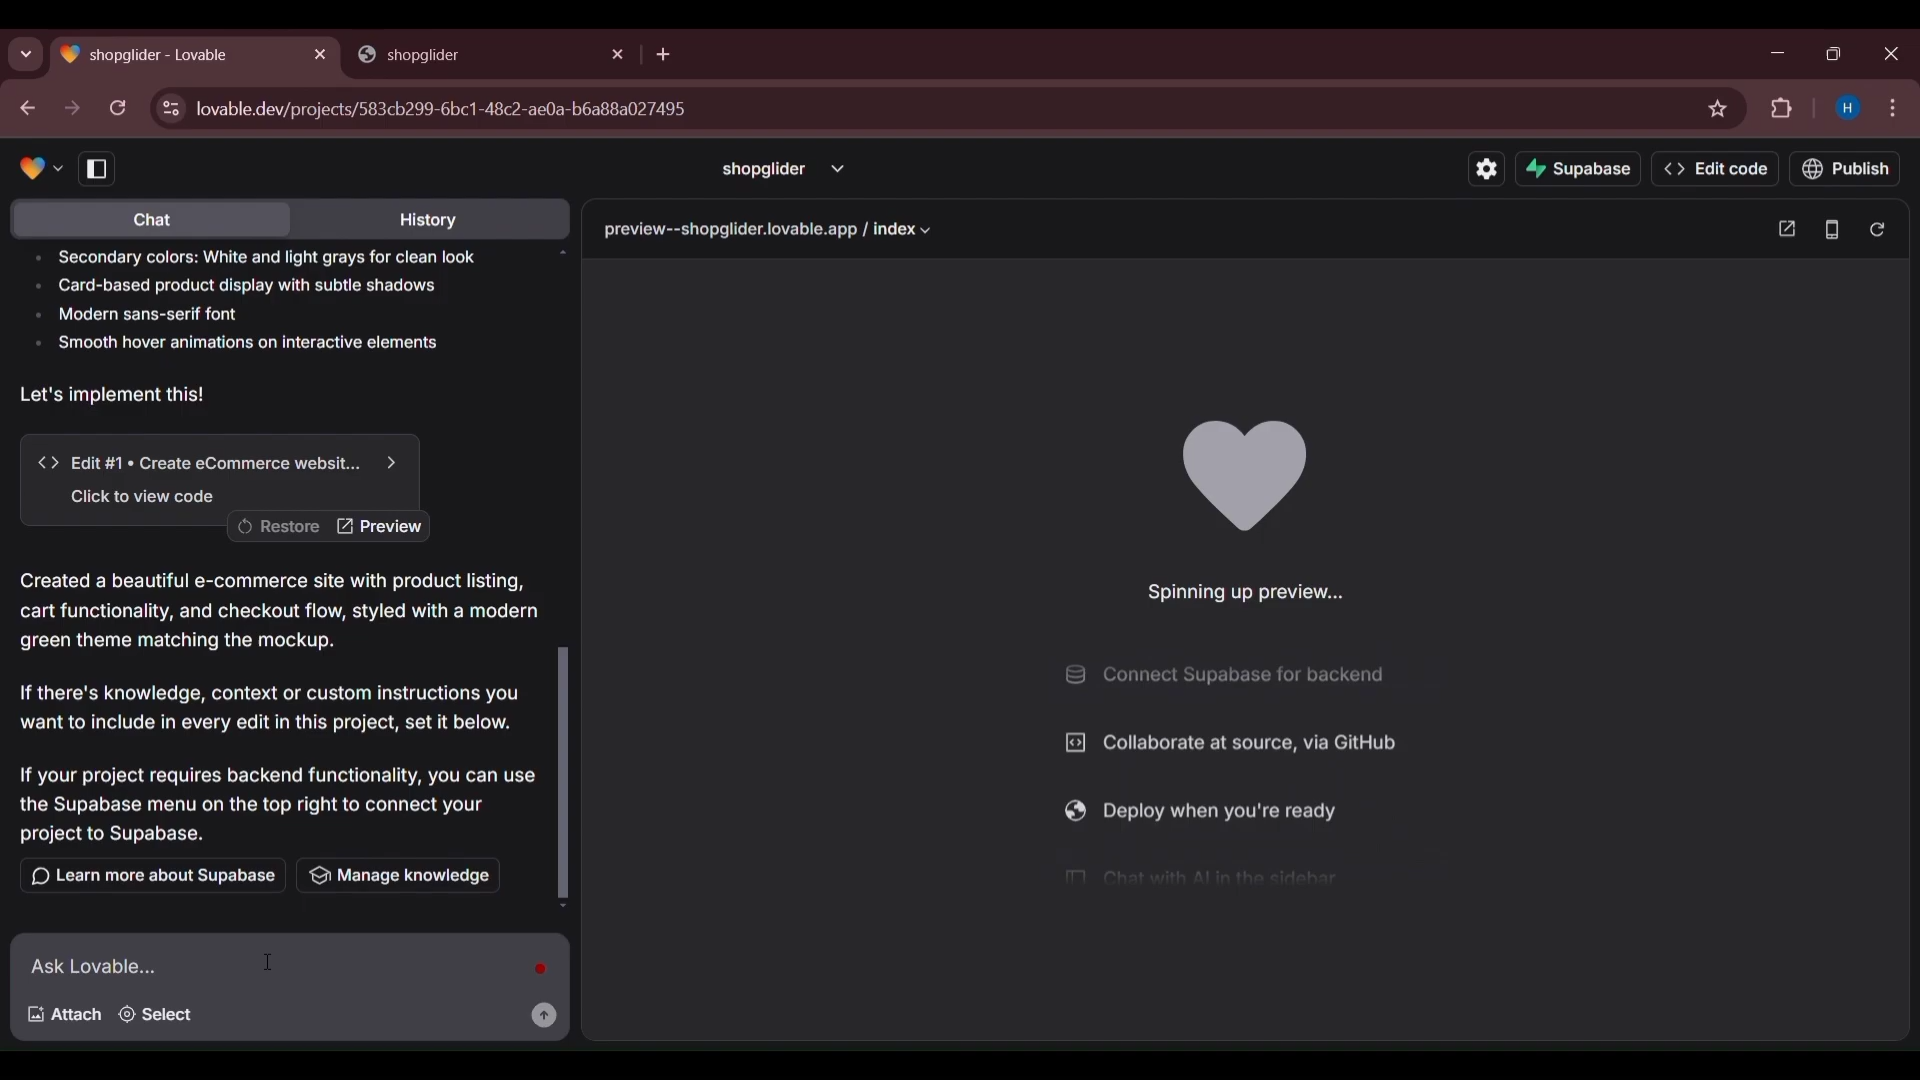 shopglider - Lovable
shopglider
lovable.dev/projects/583cb299-6bc1-48c2-ae0a-b6a88a027495
H
shopglider
Supabase
Edit code
Publish
Chat
History
preview--shopglider.lovable.app / index
• Secondary colors: White and light grays for clean look
• Card-based product display with subtle shadows
• Modern sans-serif font
• Smooth hover animations on interactive elements
Let's implement this!
Edit #1 • Create eCommerce websit...
Click to view code
Restore
Preview
Created a beautiful e-commerce site with product listing,
cart functionality, and checkout flow, styled with a modern
green theme matching the mockup.
If there's knowledge, context or custom instructions you
want to include in every edit in this project, set it below.
If your project requires backend functionality, you can use
the Supabase menu on the top right to connect your
project to Supabase.
Learn more about Supabase
Manage knowledge
Ask Lovable...
Attach
Select
Spinning up preview...
Connect Supabase for backend
Collaborate at source, via GitHub
Deploy when you're ready
Chat with AI in the sidebar